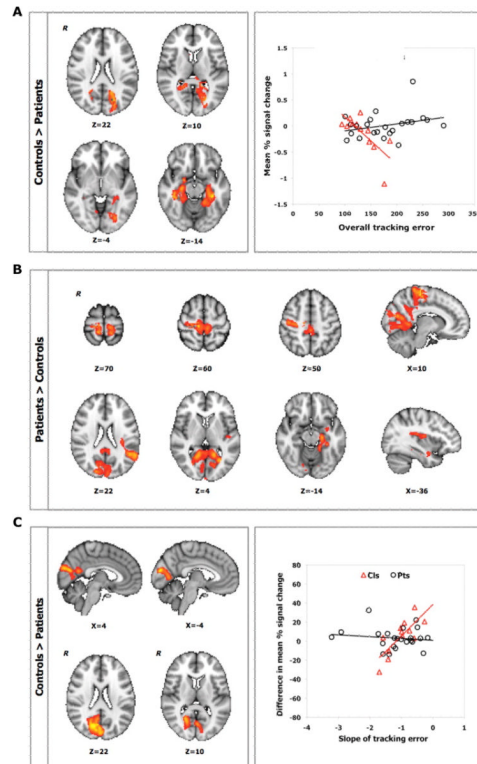 A
Controls > Patients
R
Z=22
Z=10
Z=-4
Z=-14
Mean % signal change
1.5
1
0.5
0
-0.5
-1
-1.5
0 50 100 150 200 250 300
Overall tracking error
B
Patients > Controls
R
Z=70
Z=60
Z=50
X=10
Z=22
Z=4
Z=-14
X=-36
C
Controls > Patients
X=4
X=-4
R
R
Z=22
Z=10
Difference in mean % signal change
Cls Pts
80
60
40
20
0
-20
-40
-60
-80
-4 -3 -2 -1 0 1
Slope of tracking error